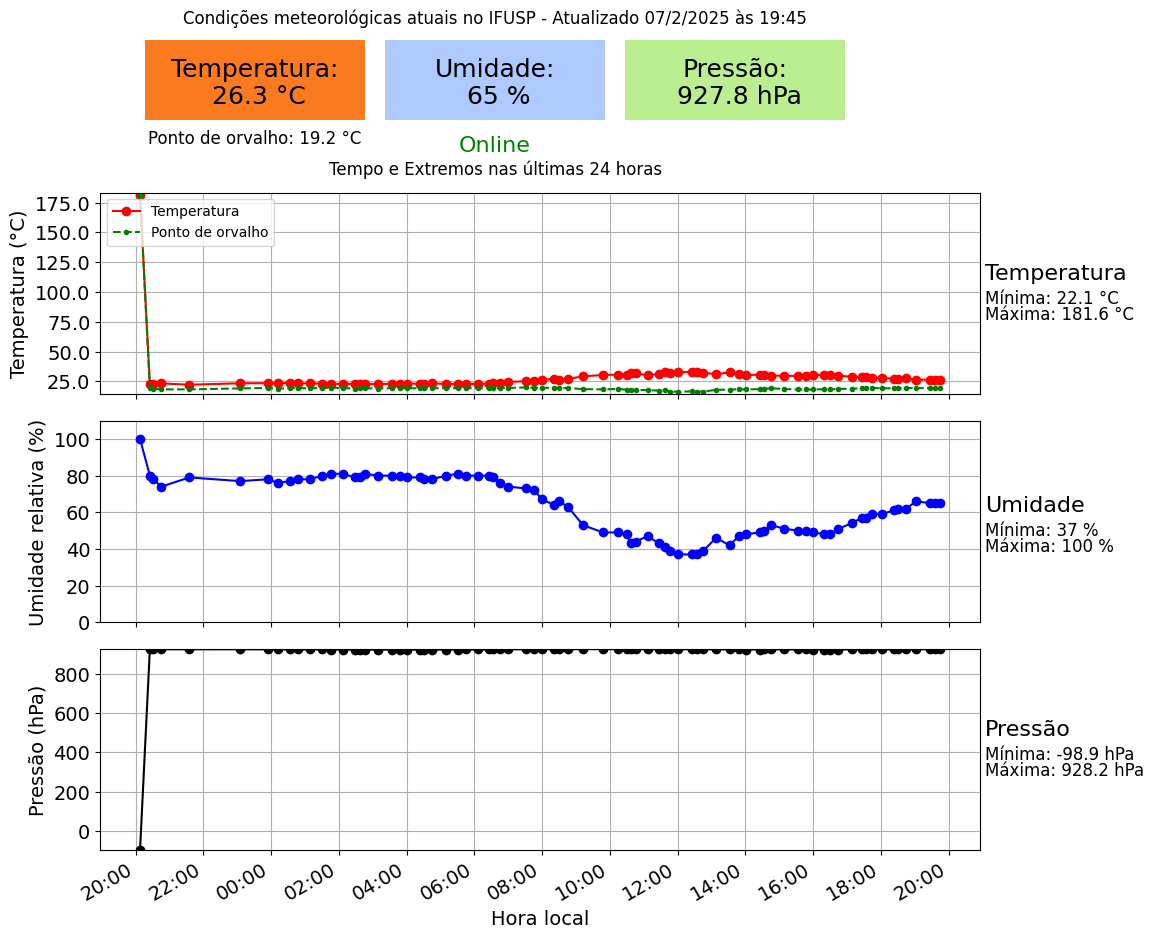 Condições meteorológicas atuais no IFUSP - Atualizado 07/2/2025 às 19:45
Temperatura:
26.3 °C
Umidade:
65 %
Pressão:
927.8 hPa
Ponto de orvalho: 19.2 °C
Online
Tempo e Extremos nas últimas 24 horas
Temperatura (°C)
175.0
150.0
125.0
100.0
75.0
50.0
25.0
Temperatura
Ponto de orvalho
Temperatura
Mínima: 22.1 °C
Máxima: 181.6 °C
Umidade relativa (%)
100
80
60
40
20
0
Umidade
Mínima: 37 %
Máxima: 100 %
Pressão (hPa)
800
600
400
200
0
Pressão
Mínima: -98.9 hPa
Máxima: 928.2 hPa
20:00 22:00 00:00 02:00 04:00 06:00 08:00 10:00 12:00 14:00 16:00 18:00 20:00
Hora local